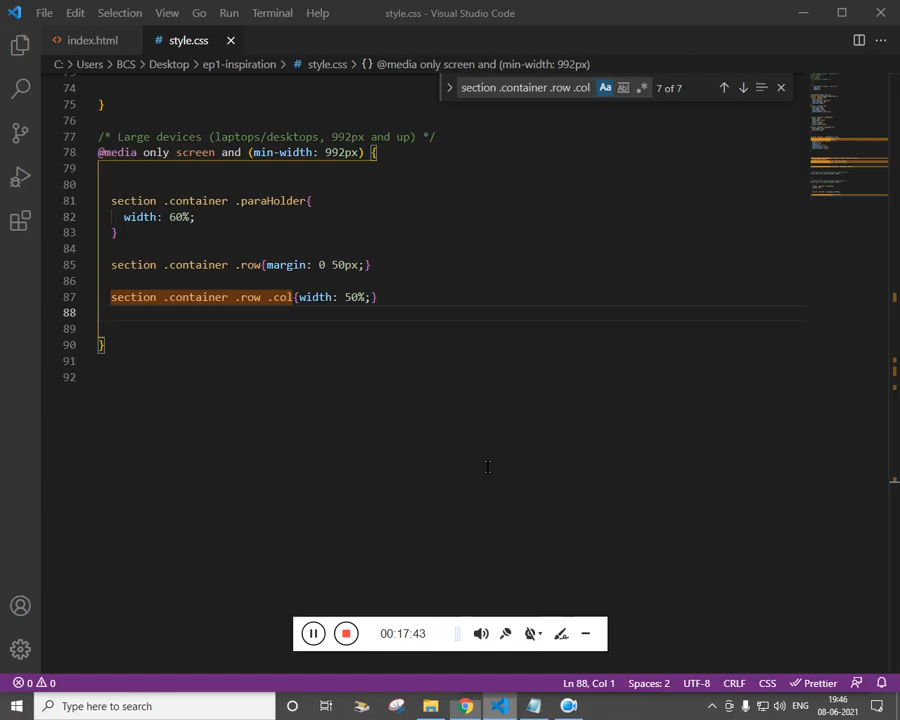 File Edit Selection View Go Run Terminal Help style.css - Visual Studio Code
<> index.html # style.css ×
C: > Users > BCS > Desktop > ep1-inspiration > # style.css > {} @media only screen and (min-width: 992px)
section .container .row .col Aa Ab .* 7 of 7
74
75 }
76
77 /* Large devices (laptops/desktops, 992px and up) */
78 @media only screen and (min-width: 992px) {
79
80
81 section .container .paraHolder{
82 width: 60%;
83 }
84
85 section .container .row{margin: 0 50px;}
86
87 section .container .row .col{width: 50%;}
88
89
90 }
91
92
00:17:43
0 0 Ln 88, Col 1 Spaces: 2 UTF-8 CRLF CSS Prettier
Type here to search ENG 19:46
08-06-2021